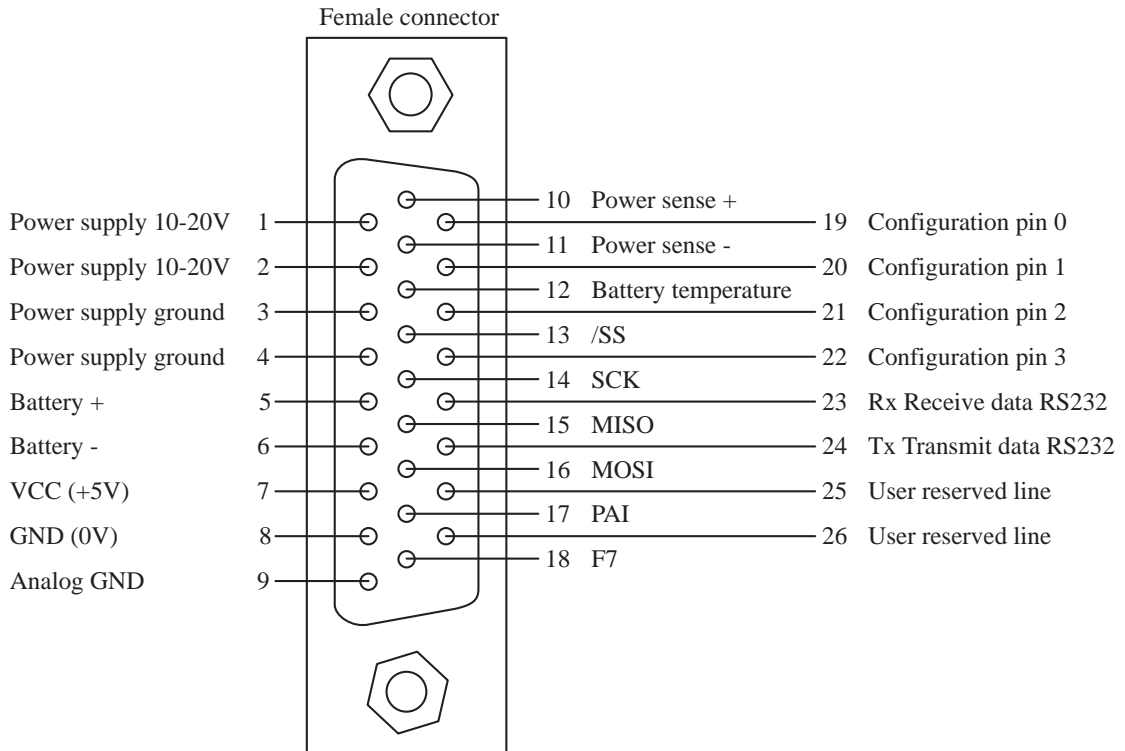 Female connector
Power supply 10-20V 1
Power supply 10-20V 2
Power supply ground 3
Power supply ground 4
Battery + 5
Battery - 6
VCC (+5V) 7
GND (0V) 8
Analog GND 9
10 Power sense +
11 Power sense -
12 Battery temperature
13 /SS
14 SCK
15 MISO
16 MOSI
17 PAI
18 F7
19 Configuration pin 0
20 Configuration pin 1
21 Configuration pin 2
22 Configuration pin 3
23 Rx Receive data RS232
24 Tx Transmit data RS232
25 User reserved line
26 User reserved line